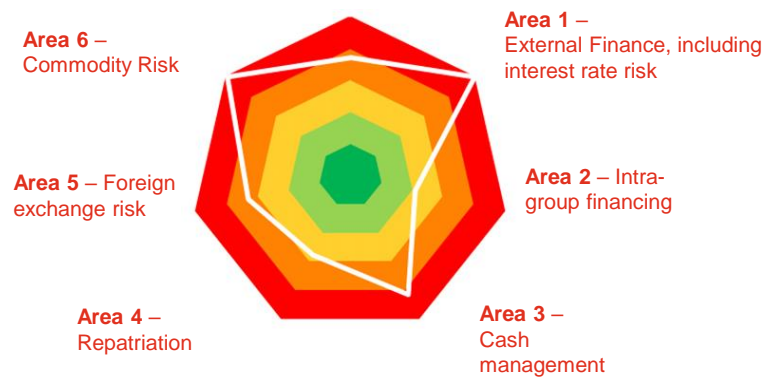 Area 6 –
Commodity Risk
Area 1 –
External Finance, including
interest rate risk
Area 5 – Foreign
exchange risk
Area 2 – Intra-
group financing
Area 4 –
Repatriation
Area 3 –
Cash
management